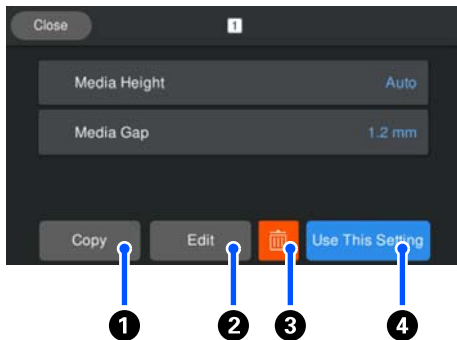 Close 1
Media Height Auto
Media Gap 1.2 mm
Copy Edit Use This Setting
1 2 3 4